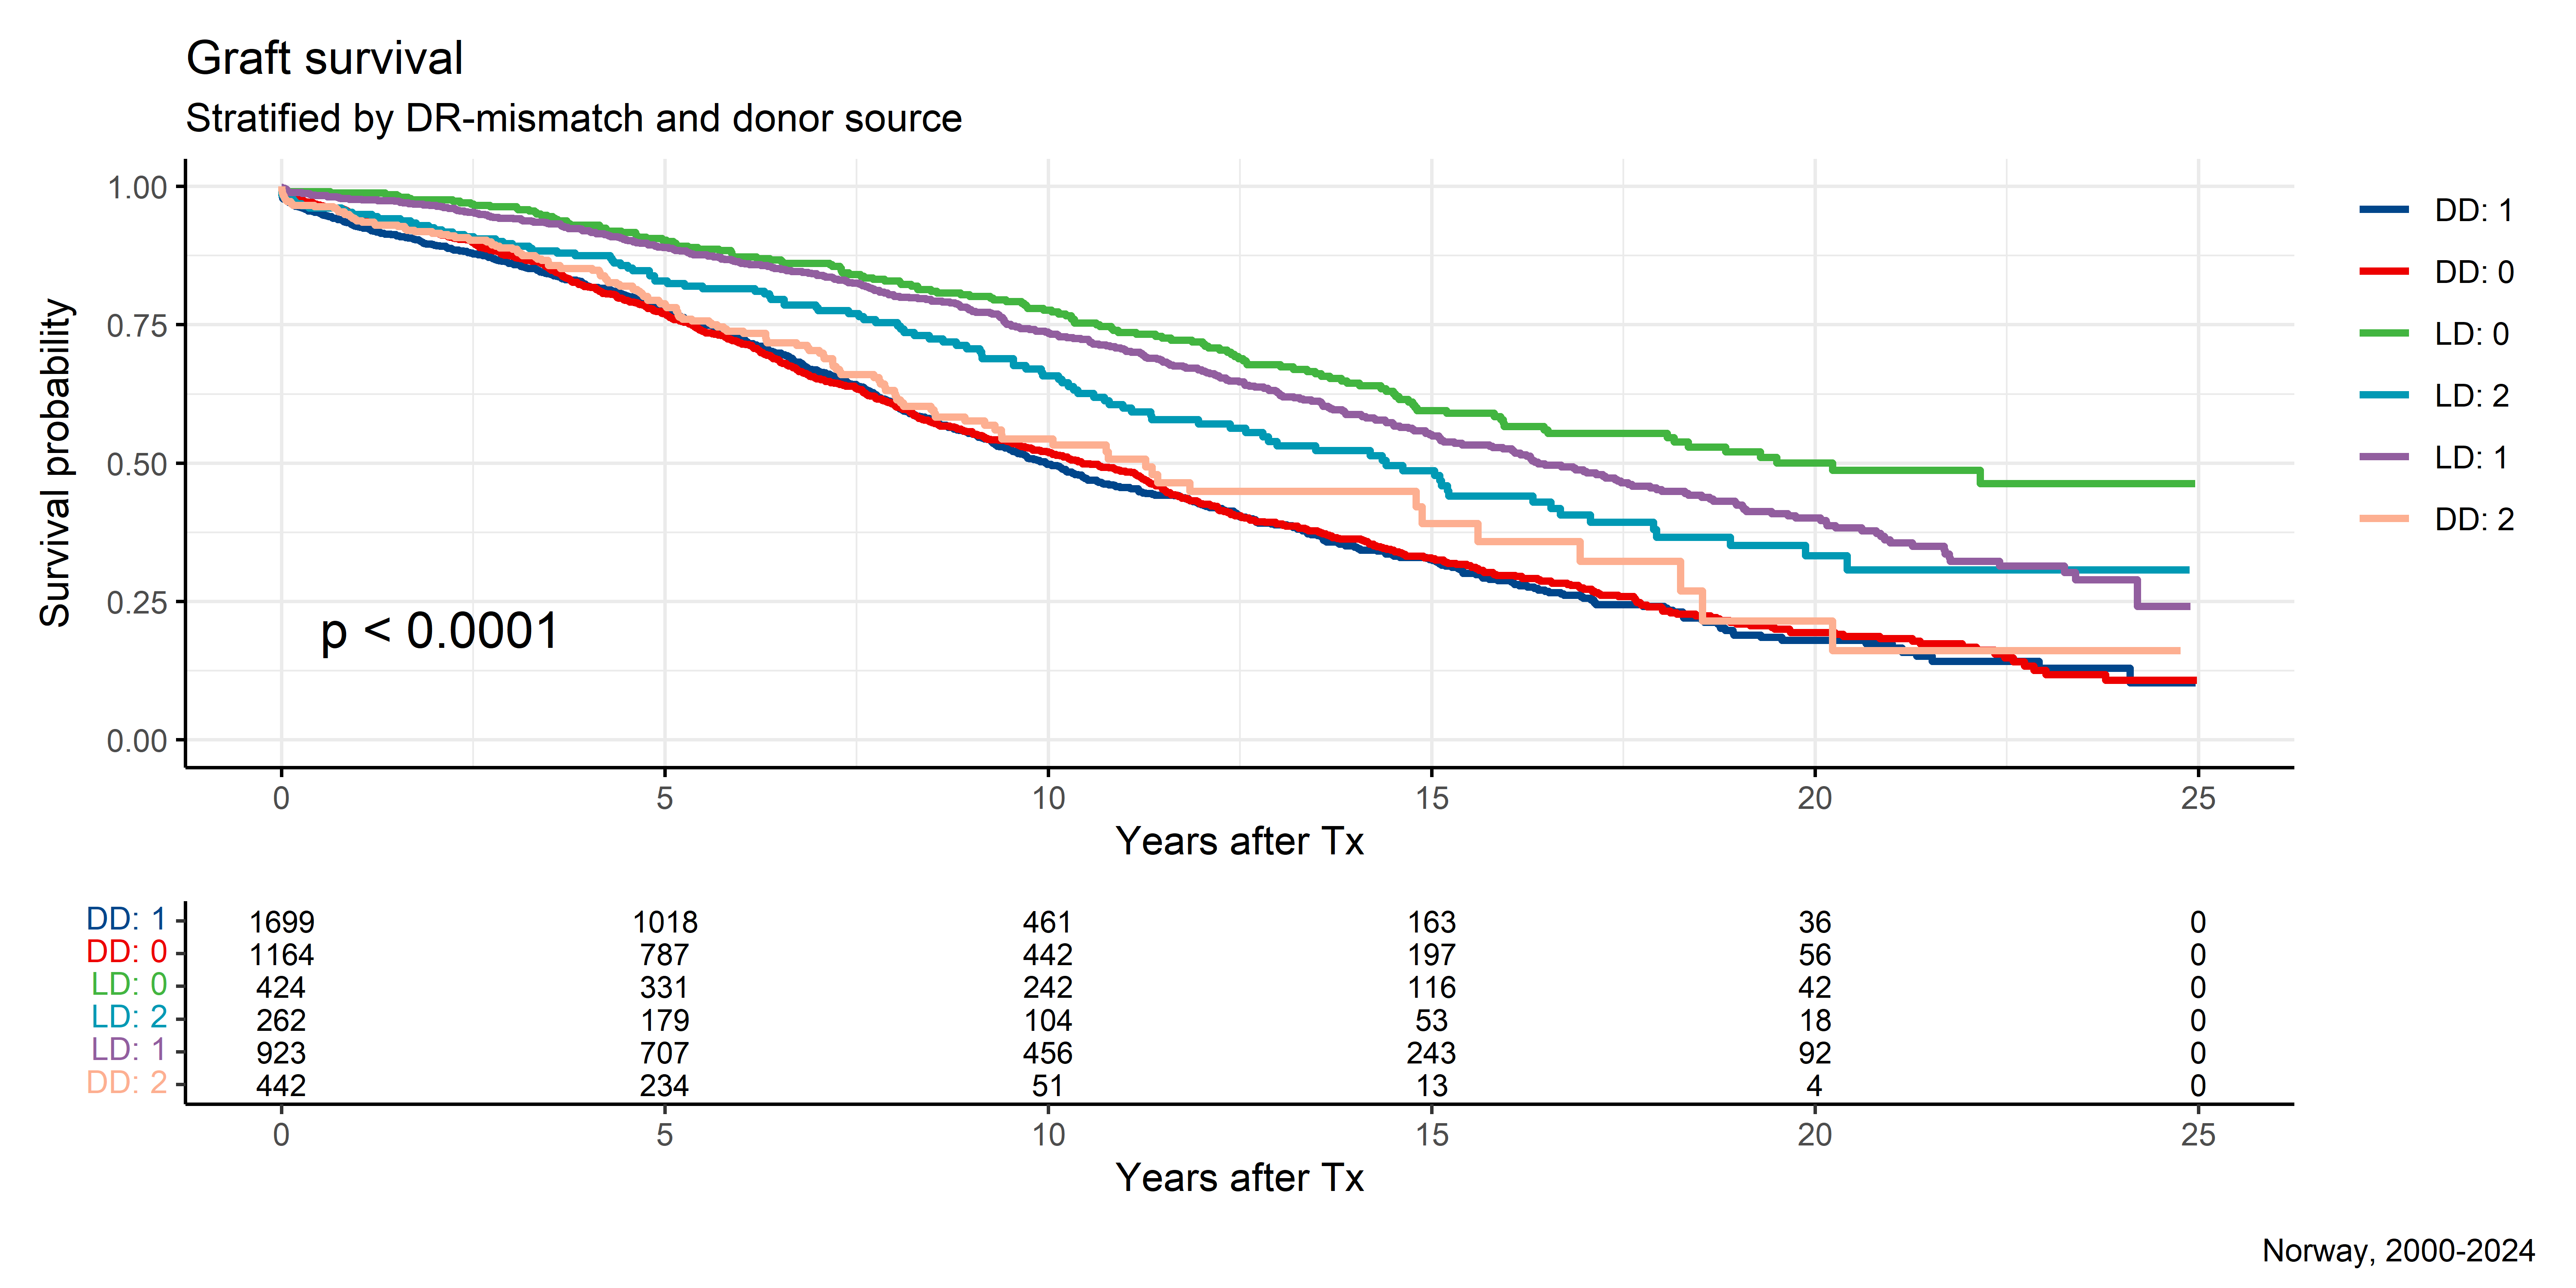 Graft survival
Stratified by DR-mismatch and donor source
Survival probability
1.00
0.75
0.50
0.25
0.00
p < 0.0001
0 5 10 15 20 25
Years after Tx
DD: 1
DD: 0
LD: 0
LD: 2
LD: 1
DD: 2
DD: 1 1699 1018 461 163 36 0
DD: 0 1164 787 442 197 56 0
LD: 0 424 331 242 116 42 0
LD: 2 262 179 104 53 18 0
LD: 1 923 707 456 243 92 0
DD: 2 442 234 51 13 4 0
0 5 10 15 20 25
Years after Tx
Norway, 2000-2024